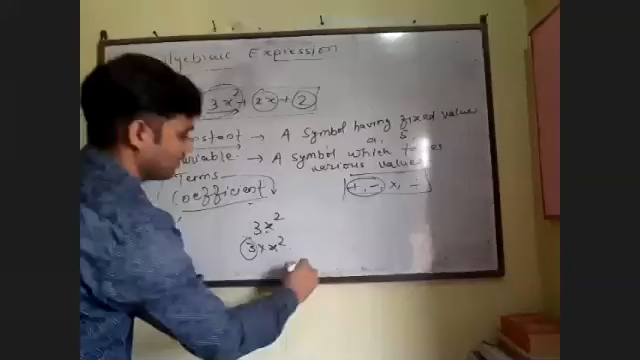 Algebraic Expression
3x² + 2x + 2
Constant → A Symbol having fixed value
Variable → A Symbol which takes
various values
Terms
Coefficient
+, −, ×, ÷
3x²
3 × x²